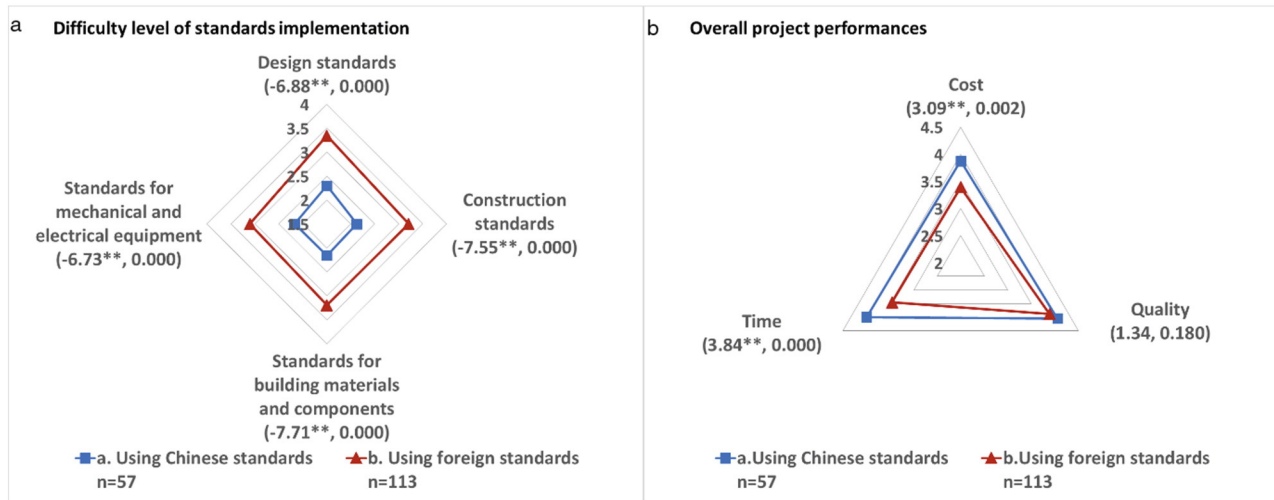 a
Difficulty level of standards implementation
Design standards
(-6.88**, 0.000)
4
3.5
3
2.5
2
1.5
Standards for
mechanical and
electrical equipment
(-6.73**, 0.000)
Construction
standards
(-7.55**, 0.000)
Standards for
building materials
and components
(-7.71**, 0.000)
a. Using Chinese standards
n=57
b. Using foreign standards
n=113
b
Overall project performances
Cost
(3.09**, 0.002)
4.5
4
3.5
3
2.5
2
Time
(3.84**, 0.000)
Quality
(1.34, 0.180)
a.Using Chinese standards
n=57
b.Using foreign standards
n=113